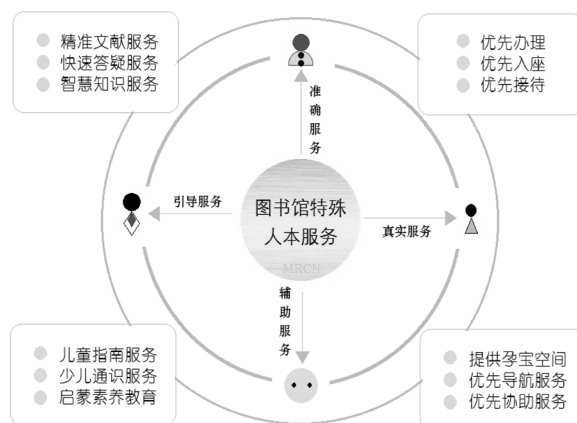 精准文献服务
快速答疑服务
智慧知识服务
优先办理
优先入座
优先接待
准确服务
引导服务
图书馆特殊
人本服务
MRCN
真实服务
辅助服务
儿童指南服务
少儿通识服务
启蒙素养教育
提供孕宝空间
优先导航服务
优先协助服务